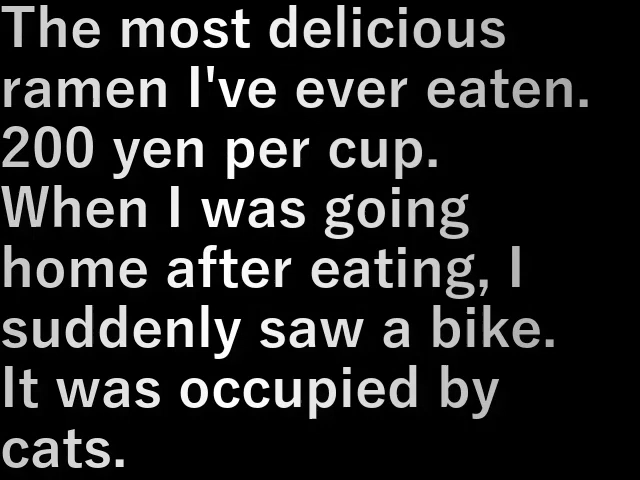 The most delicious
ramen I've ever eaten.
200 yen per cup.
When I was going
home after eating, I
suddenly saw a bike.
It was occupied by
cats.